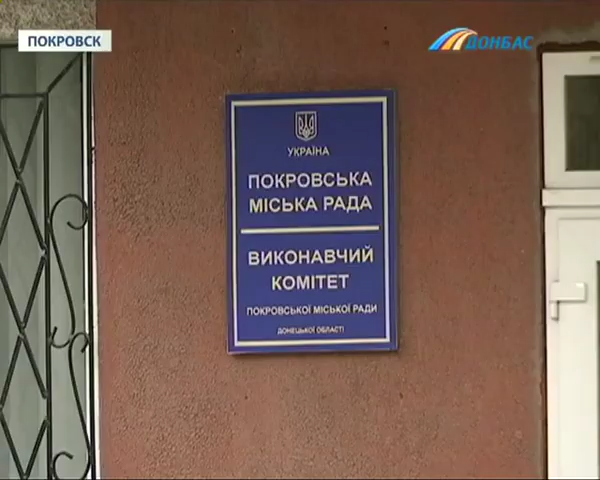 ПОКРОВСК
ДОНБАС
УКРАЇНА
ПОКРОВСЬКА
МІСЬКА РАДА
ВИКОНАВЧИЙ
КОМІТЕТ
ПОКРОВСЬКОЇ МІСЬКОЇ РАДИ
ДОНЕЦЬКОЇ ОБЛАСТІ